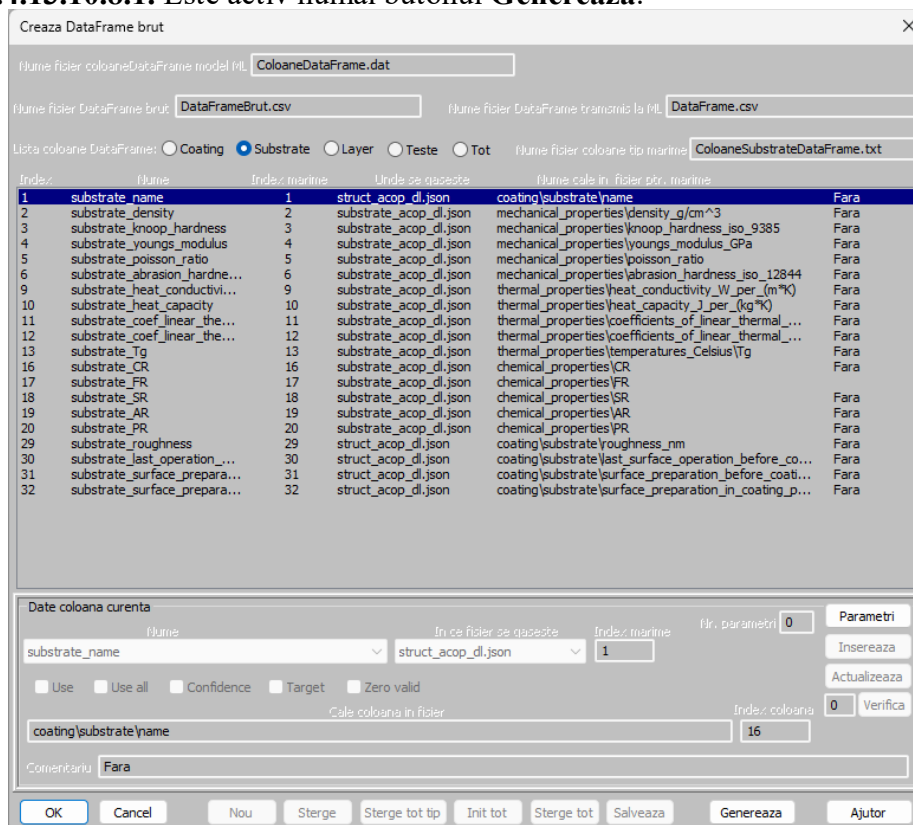 .4.13.10.8.1. Este activ numai butonul Genereaza.
Creaza DataFrame brut
Nume fisier coloaneDataFrame model ML ColoaneDataFrame.dat
Nume fisier DataFrame brut DataFrameBrut.csv Nume fisier DataFrame transmis la ML DataFrame.csv
Lista coloane DataFrame: Coating Substrate Layer Teste Tot Nume fisier coloane tip marime ColoaneSubstrateDataFrame.txt
Index Nume Index marime Unde se gaseste Nume cale in fisier ptr. marime
1 substrate_name 1 struct_acop_dl.json coating\substrate\name Fara
2 substrate_density 2 substrate_acop_dl.json mechanical_properties\density_g/cm^3 Fara
3 substrate_knoop_hardness 3 substrate_acop_dl.json mechanical_properties\knoop_hardness_iso_9385 Fara
4 substrate_youngs_modulus 4 substrate_acop_dl.json mechanical_properties\youngs_modulus_GPa Fara
5 substrate_poisson_ratio 5 substrate_acop_dl.json mechanical_properties\poisson_ratio Fara
6 substrate_abrasion_hardne... 6 substrate_acop_dl.json mechanical_properties\abrasion_hardness_iso_12844 Fara
9 substrate_heat_conductivi... 9 substrate_acop_dl.json thermal_properties\heat_conductivity_W_per_(m*K) Fara
10 substrate_heat_capacity 10 substrate_acop_dl.json thermal_properties\heat_capacity_J_per_(kg*K) Fara
11 substrate_coef_linear_the... 11 substrate_acop_dl.json thermal_properties\coefficients_of_linear_thermal_... Fara
12 substrate_coef_linear_the... 12 substrate_acop_dl.json thermal_properties\coefficients_of_linear_thermal_... Fara
13 substrate_Tg 13 substrate_acop_dl.json thermal_properties\temperatures_Celsius\Tg Fara
16 substrate_CR 16 substrate_acop_dl.json chemical_properties\CR Fara
17 substrate_FR 17 substrate_acop_dl.json chemical_properties\FR
18 substrate_SR 18 substrate_acop_dl.json chemical_properties\SR Fara
19 substrate_AR 19 substrate_acop_dl.json chemical_properties\AR Fara
20 substrate_PR 20 substrate_acop_dl.json chemical_properties\PR Fara
29 substrate_roughness 29 struct_acop_dl.json coating\substrate\roughness_nm Fara
30 substrate_last_operation_... 30 struct_acop_dl.json coating\substrate\last_surface_operation_before_co... Fara
31 substrate_surface_prepara... 31 struct_acop_dl.json coating\substrate\surface_preparation_before_coati... Fara
32 substrate_surface_prepara... 32 struct_acop_dl.json coating\substrate\surface_preparation_in_coating_p... Fara
Date coloana curenta
Nume In ce fisier se gaseste Index marime Nr. parametri 0 Parametri
substrate_name struct_acop_dl.json 1 Insereaza
Use Use all Confidence Target Zero valid Actualizeaza
Cale coloana in fisier Index coloana 0 Verifica
coating\substrate\name 16
Comentariu Fara
OK Cancel Nou Sterge Sterge tot tip Init tot Sterge tot Salveaza Genereaza Ajutor